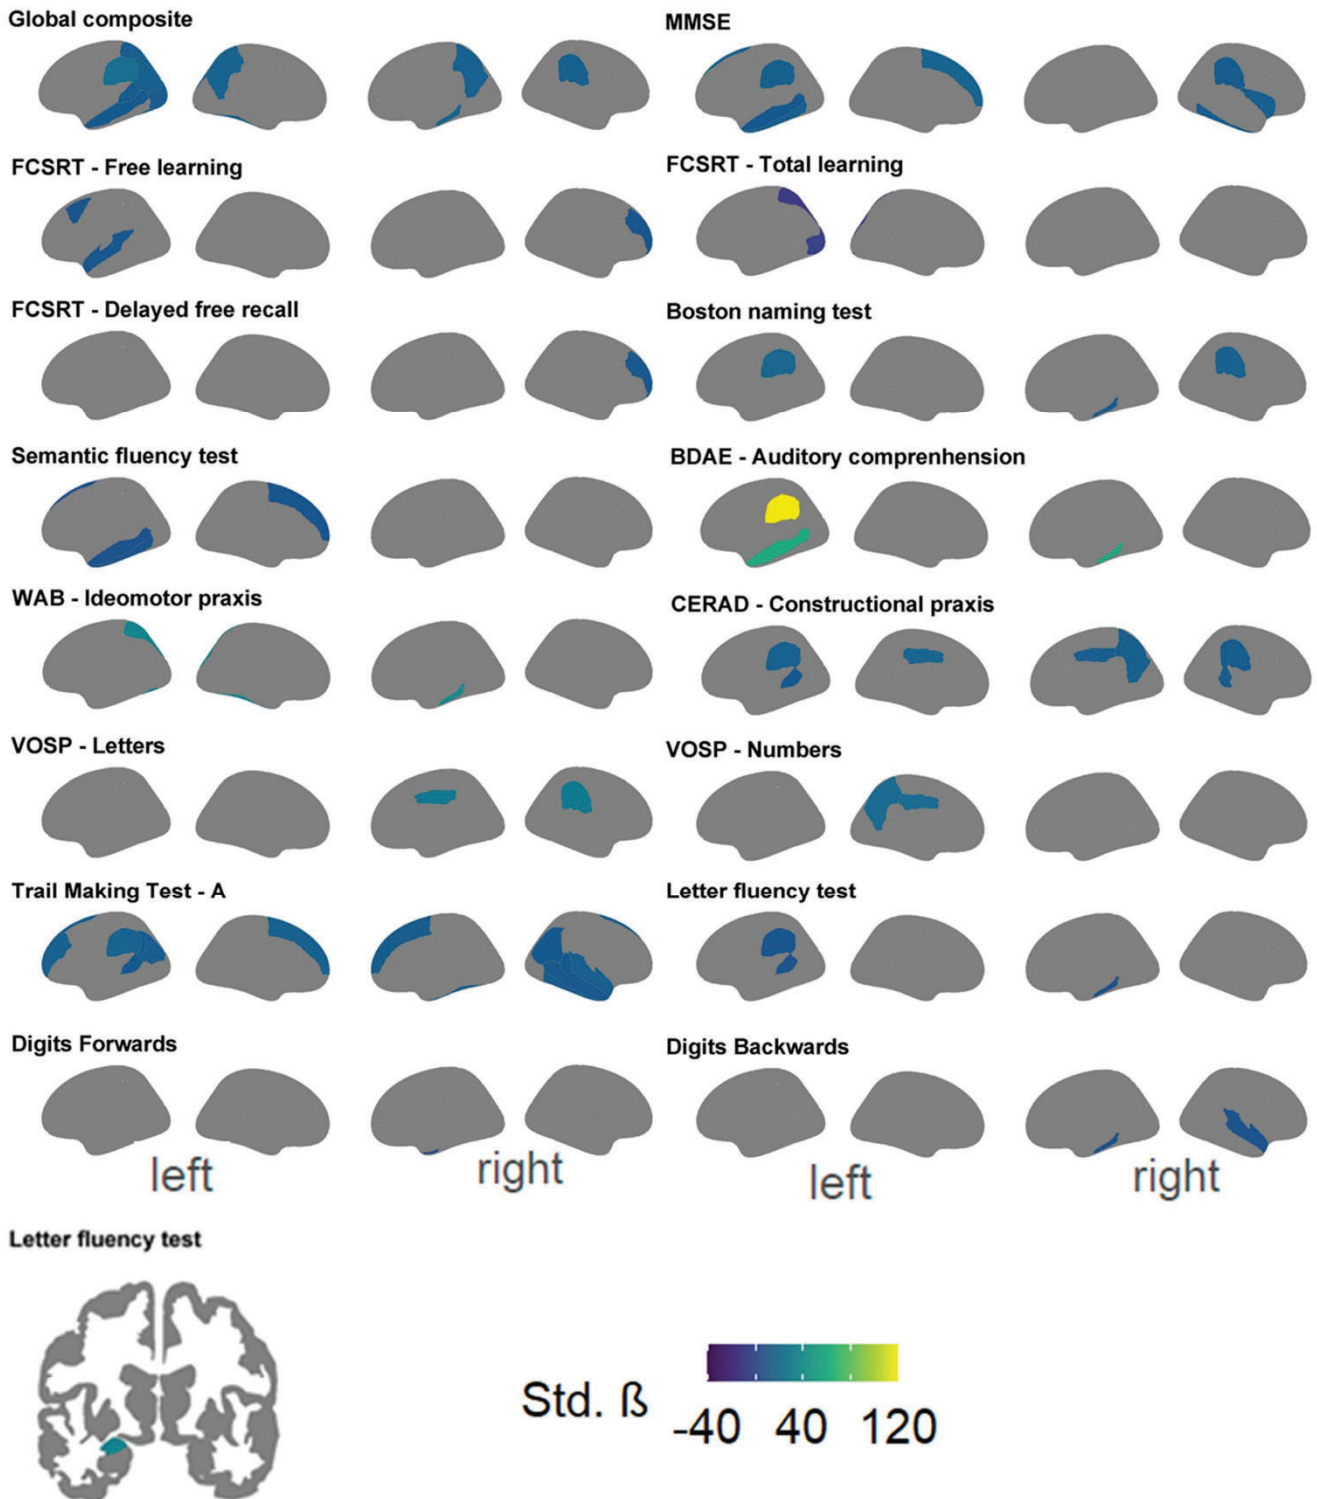 Global composite
MMSE
FCSRT - Free learning
FCSRT - Total learning
FCSRT - Delayed free recall
Boston naming test
Semantic fluency test
BDAE - Auditory comprenhension
WAB - Ideomotor praxis
CERAD - Constructional praxis
VOSP - Letters
VOSP - Numbers
Trail Making Test - A
Letter fluency test
Digits Forwards
Digits Backwards
left
right
left
right
Letter fluency test
Std. ß
-40 40 120